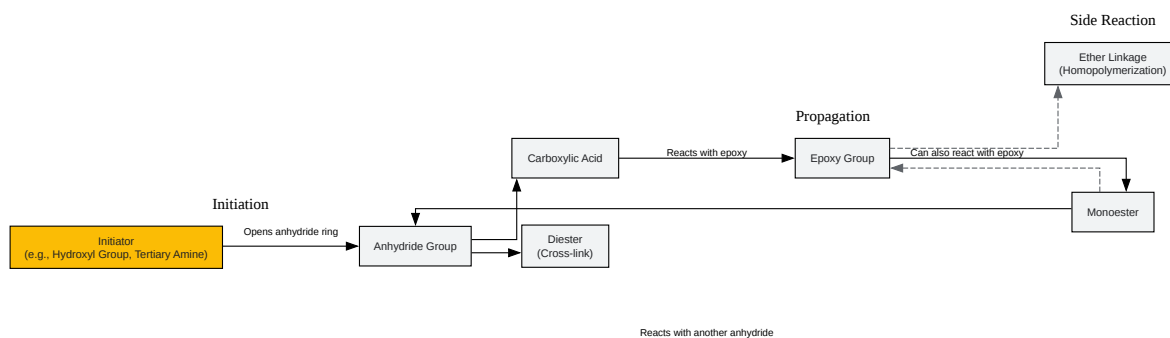 Side Reaction
Ether Linkage
(Homopolymerization)
Propagation
Carboxylic Acid
Reacts with epoxy
Epoxy Group
Can also react with epoxy
Initiation
Monoester
Initiator
(e.g., Hydroxyl Group, Tertiary Amine)
Opens anhydride ring
Anhydride Group
Diester
(Cross-link)
Reacts with another anhydride